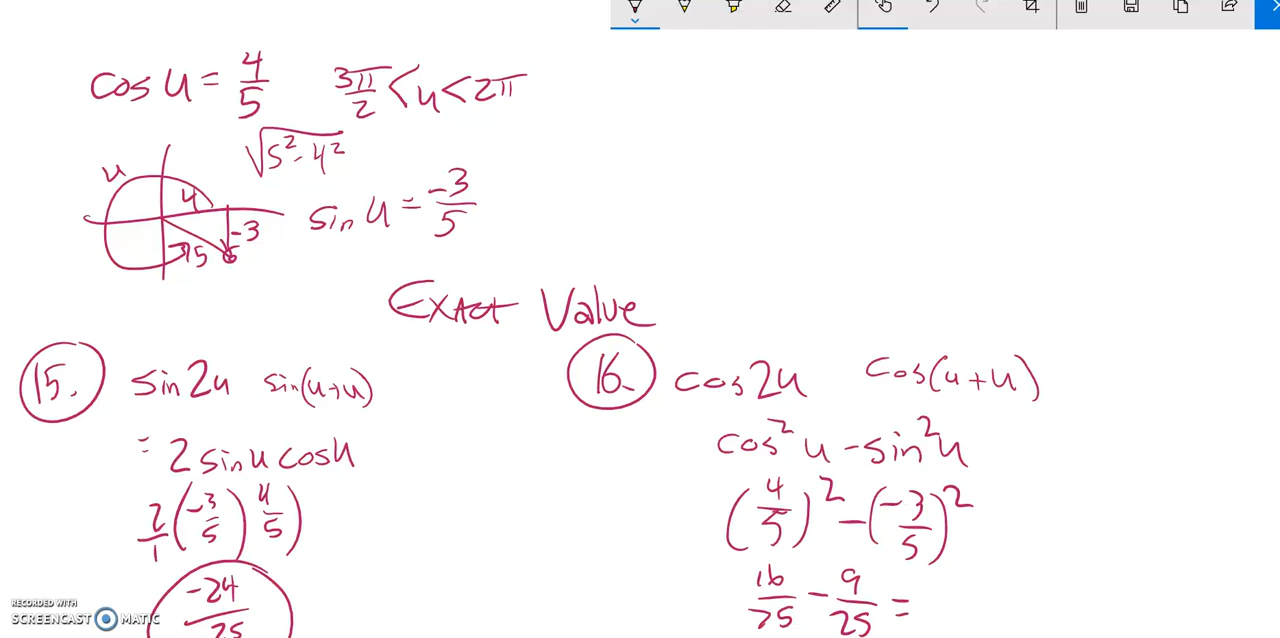 cos u = 4/5 3π/2 < u < 2π
√5² - 4²
u
4
sin u = -3/5
-3
5
Exact Value
15. sin 2u sin(u+u)
= 2 sin u cos u
2/1 (-3/5) 4/5)
-24/25
16. cos 2u cos(u+u)
cos² u - sin² u
(4/5)² - (-3/5)²
16/25 - 9/25 =
RECORDED WITH
SCREENCAST MATIC